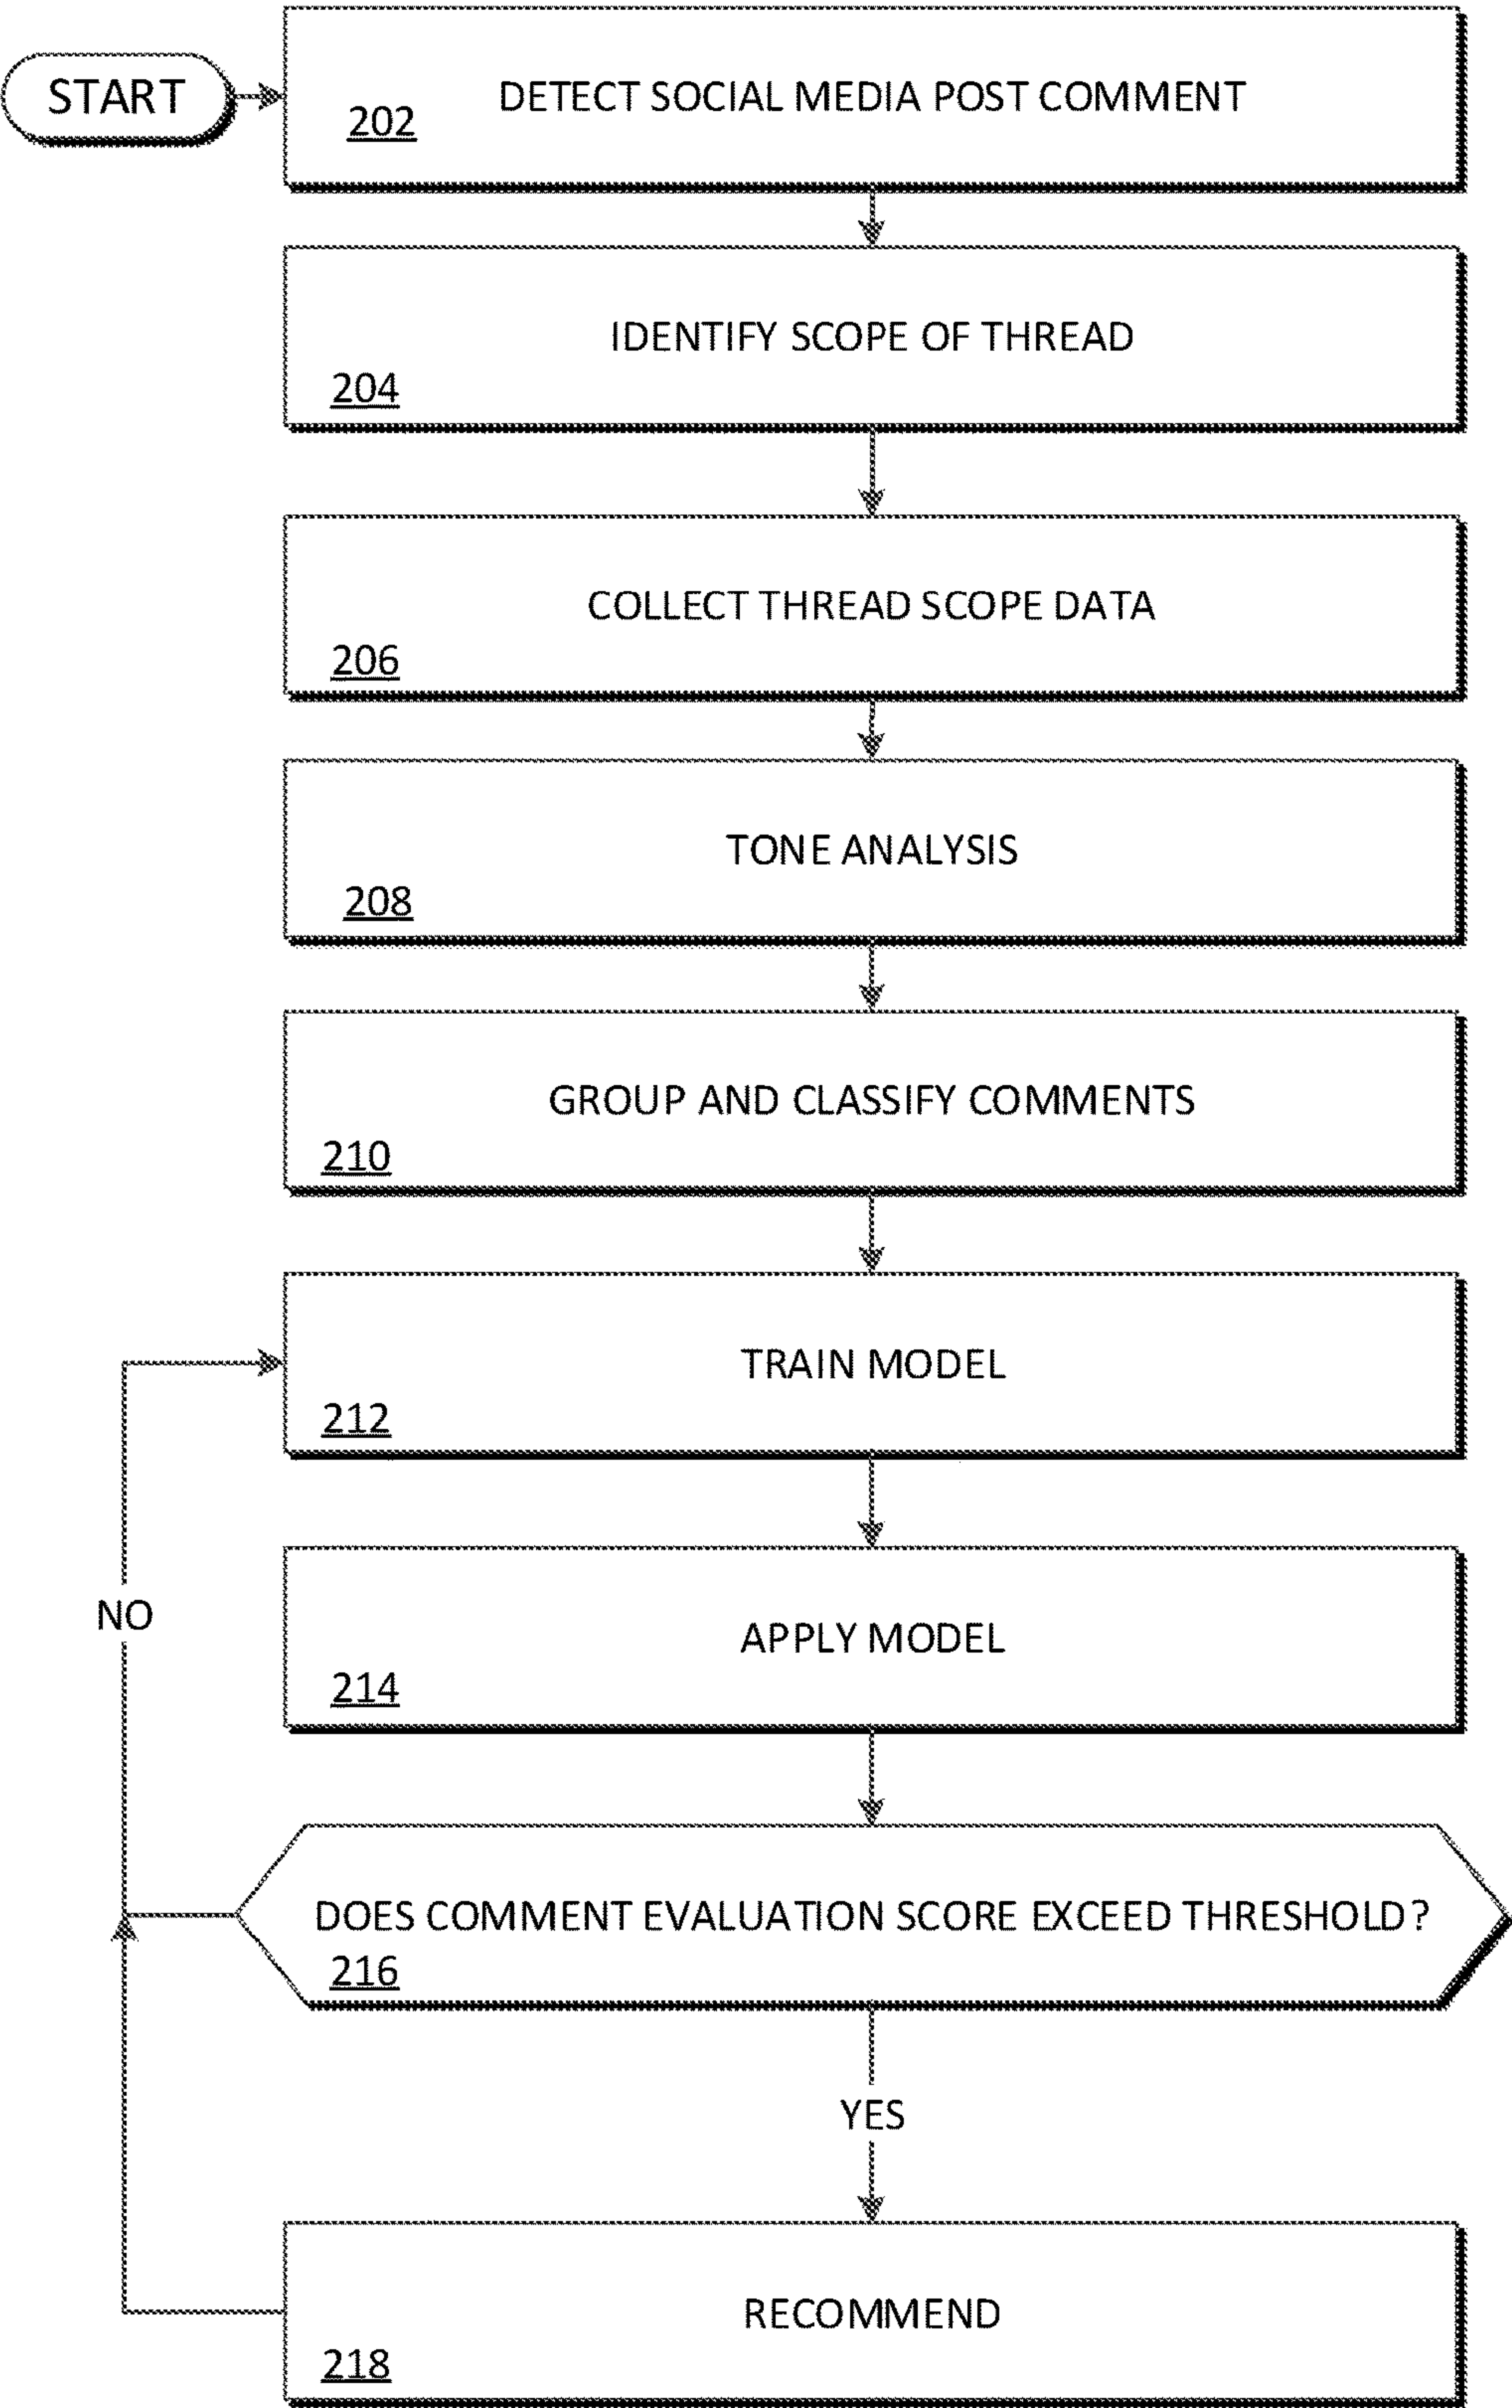 START
DETECT SOCIAL MEDIA POST COMMENT
202
IDENTIFY SCOPE OF THREAD
204
COLLECT THREAD SCOPE DATA
206
TONE ANALYSIS
208
GROUP AND CLASSIFY COMMENTS
210
TRAIN MODEL
212
NO
APPLY MODEL
214
DOES COMMENT EVALUATION SCORE EXCEED THRESHOLD?
216
YES
RECOMMEND
218